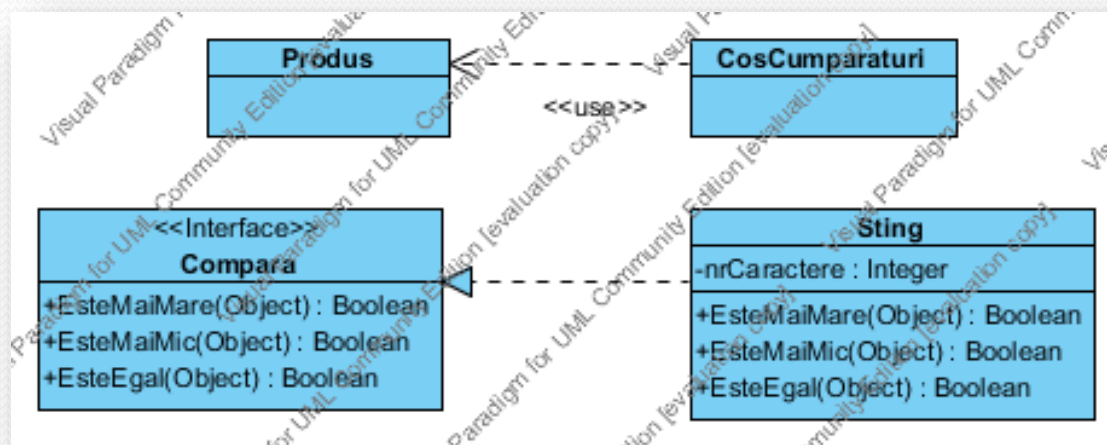 Produs
CosCumparaturi
<<use>>
<<Interface>>
Compara
+EsteMaiMare(Object) : Boolean
+EsteMaiMic(Object) : Boolean
+EsteEgal(Object) : Boolean
Sting
-nrCaractere : Integer
+EsteMaiMare(Object) : Boolean
+EsteMaiMic(Object) : Boolean
+EsteEgal(Object) : Boolean
Visual Paradigm for UML Community Edition [evaluation copy]